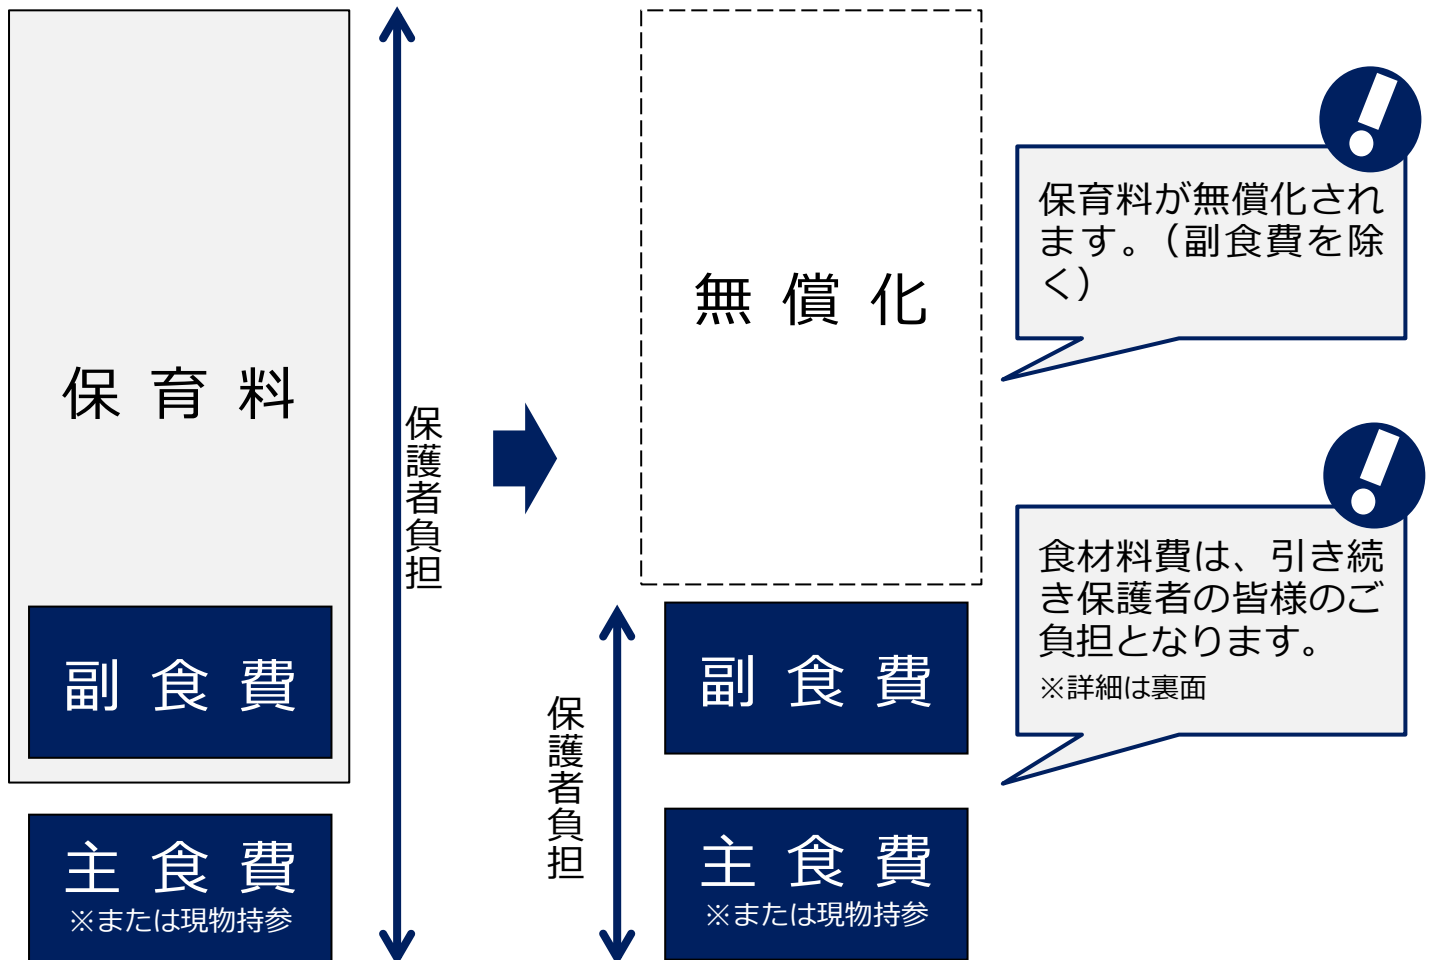 保育料
副食費
主食費
※または現物持参
保護者負担
無償化
副食費
主食費
※または現物持参
保護者負担
保育料が無償化され
ます。（副食費を除
く）
食材料費は、引き続
き保護者の皆様のご
負担となります。
※詳細は裏面